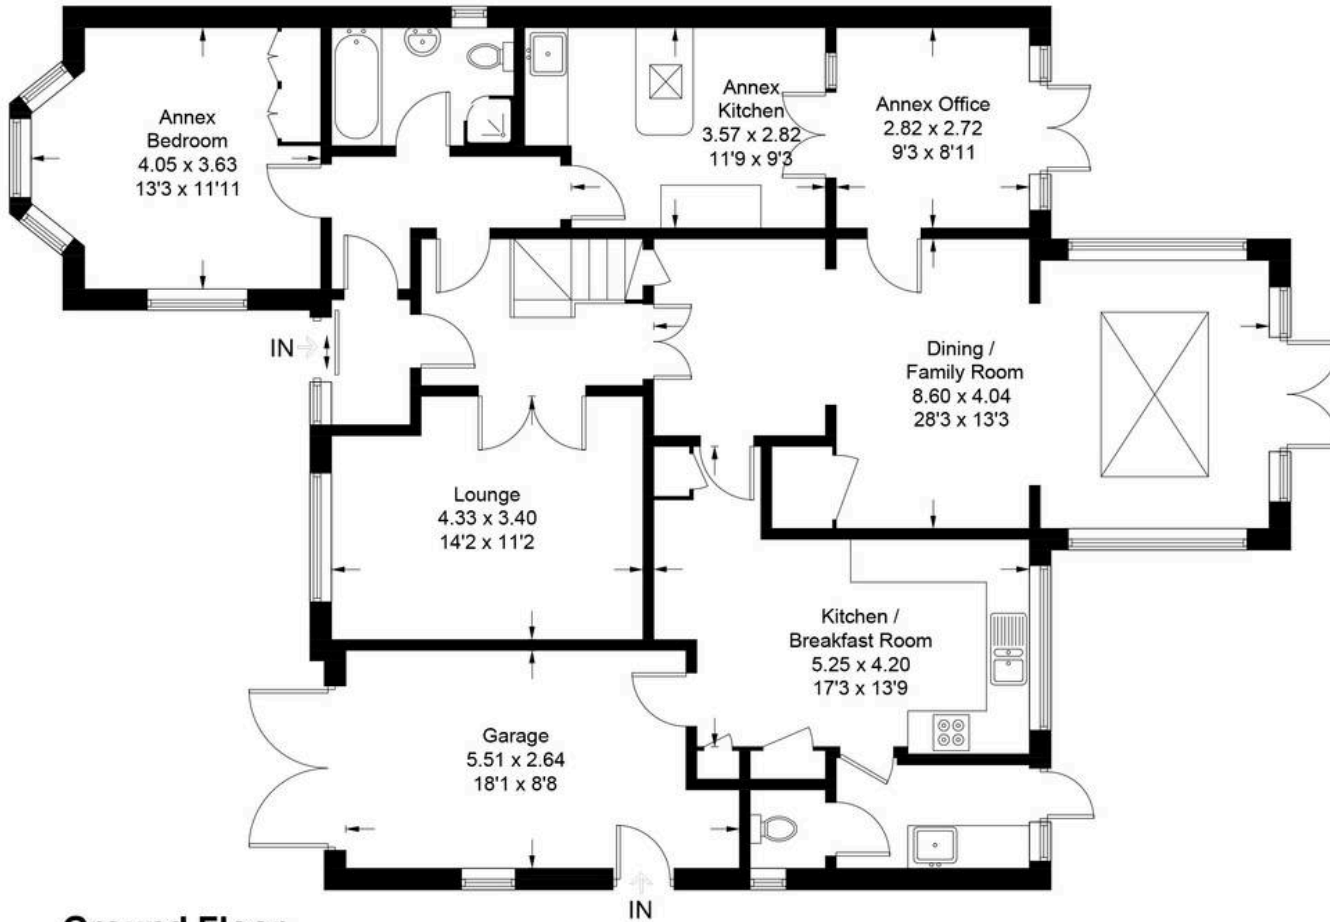 Annex
Bedroom
4.05 x 3.63
13'3 x 11'11
Annex
Kitchen
3.57 x 2.82
11'9 x 9'3
Annex Office
2.82 x 2.72
9'3 x 8'11
IN
Dining /
Family Room
8.60 x 4.04
28'3 x 13'3
Lounge
4.33 x 3.40
14'2 x 11'2
Kitchen /
Breakfast Room
5.25 x 4.20
17'3 x 13'9
Garage
5.51 x 2.64
18'1 x 8'8
IN
Ground Floor